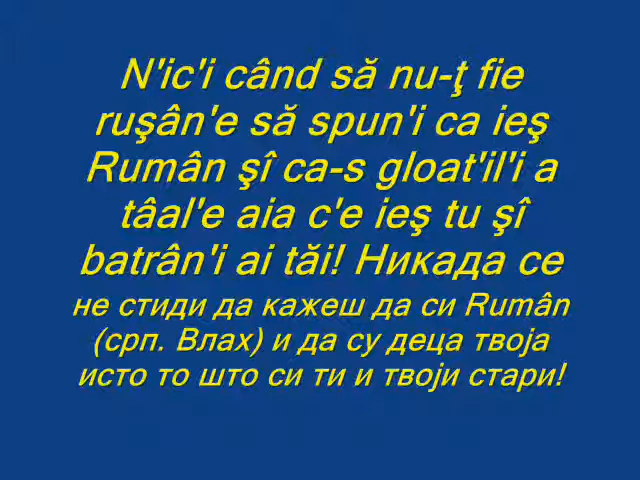 N'ic'i când să nu-ţ fie
ruşân'e să spun'i ca ieş
Rumân şî ca-s gloat'il'i a
tâal'e aia c'e ieş tu şî
batrân'i ai tăi! Никада се
не стиди да кажеш да си Rumân
(срп. Влах) и да су деца твоја
исто то што си ти и твоји стари!